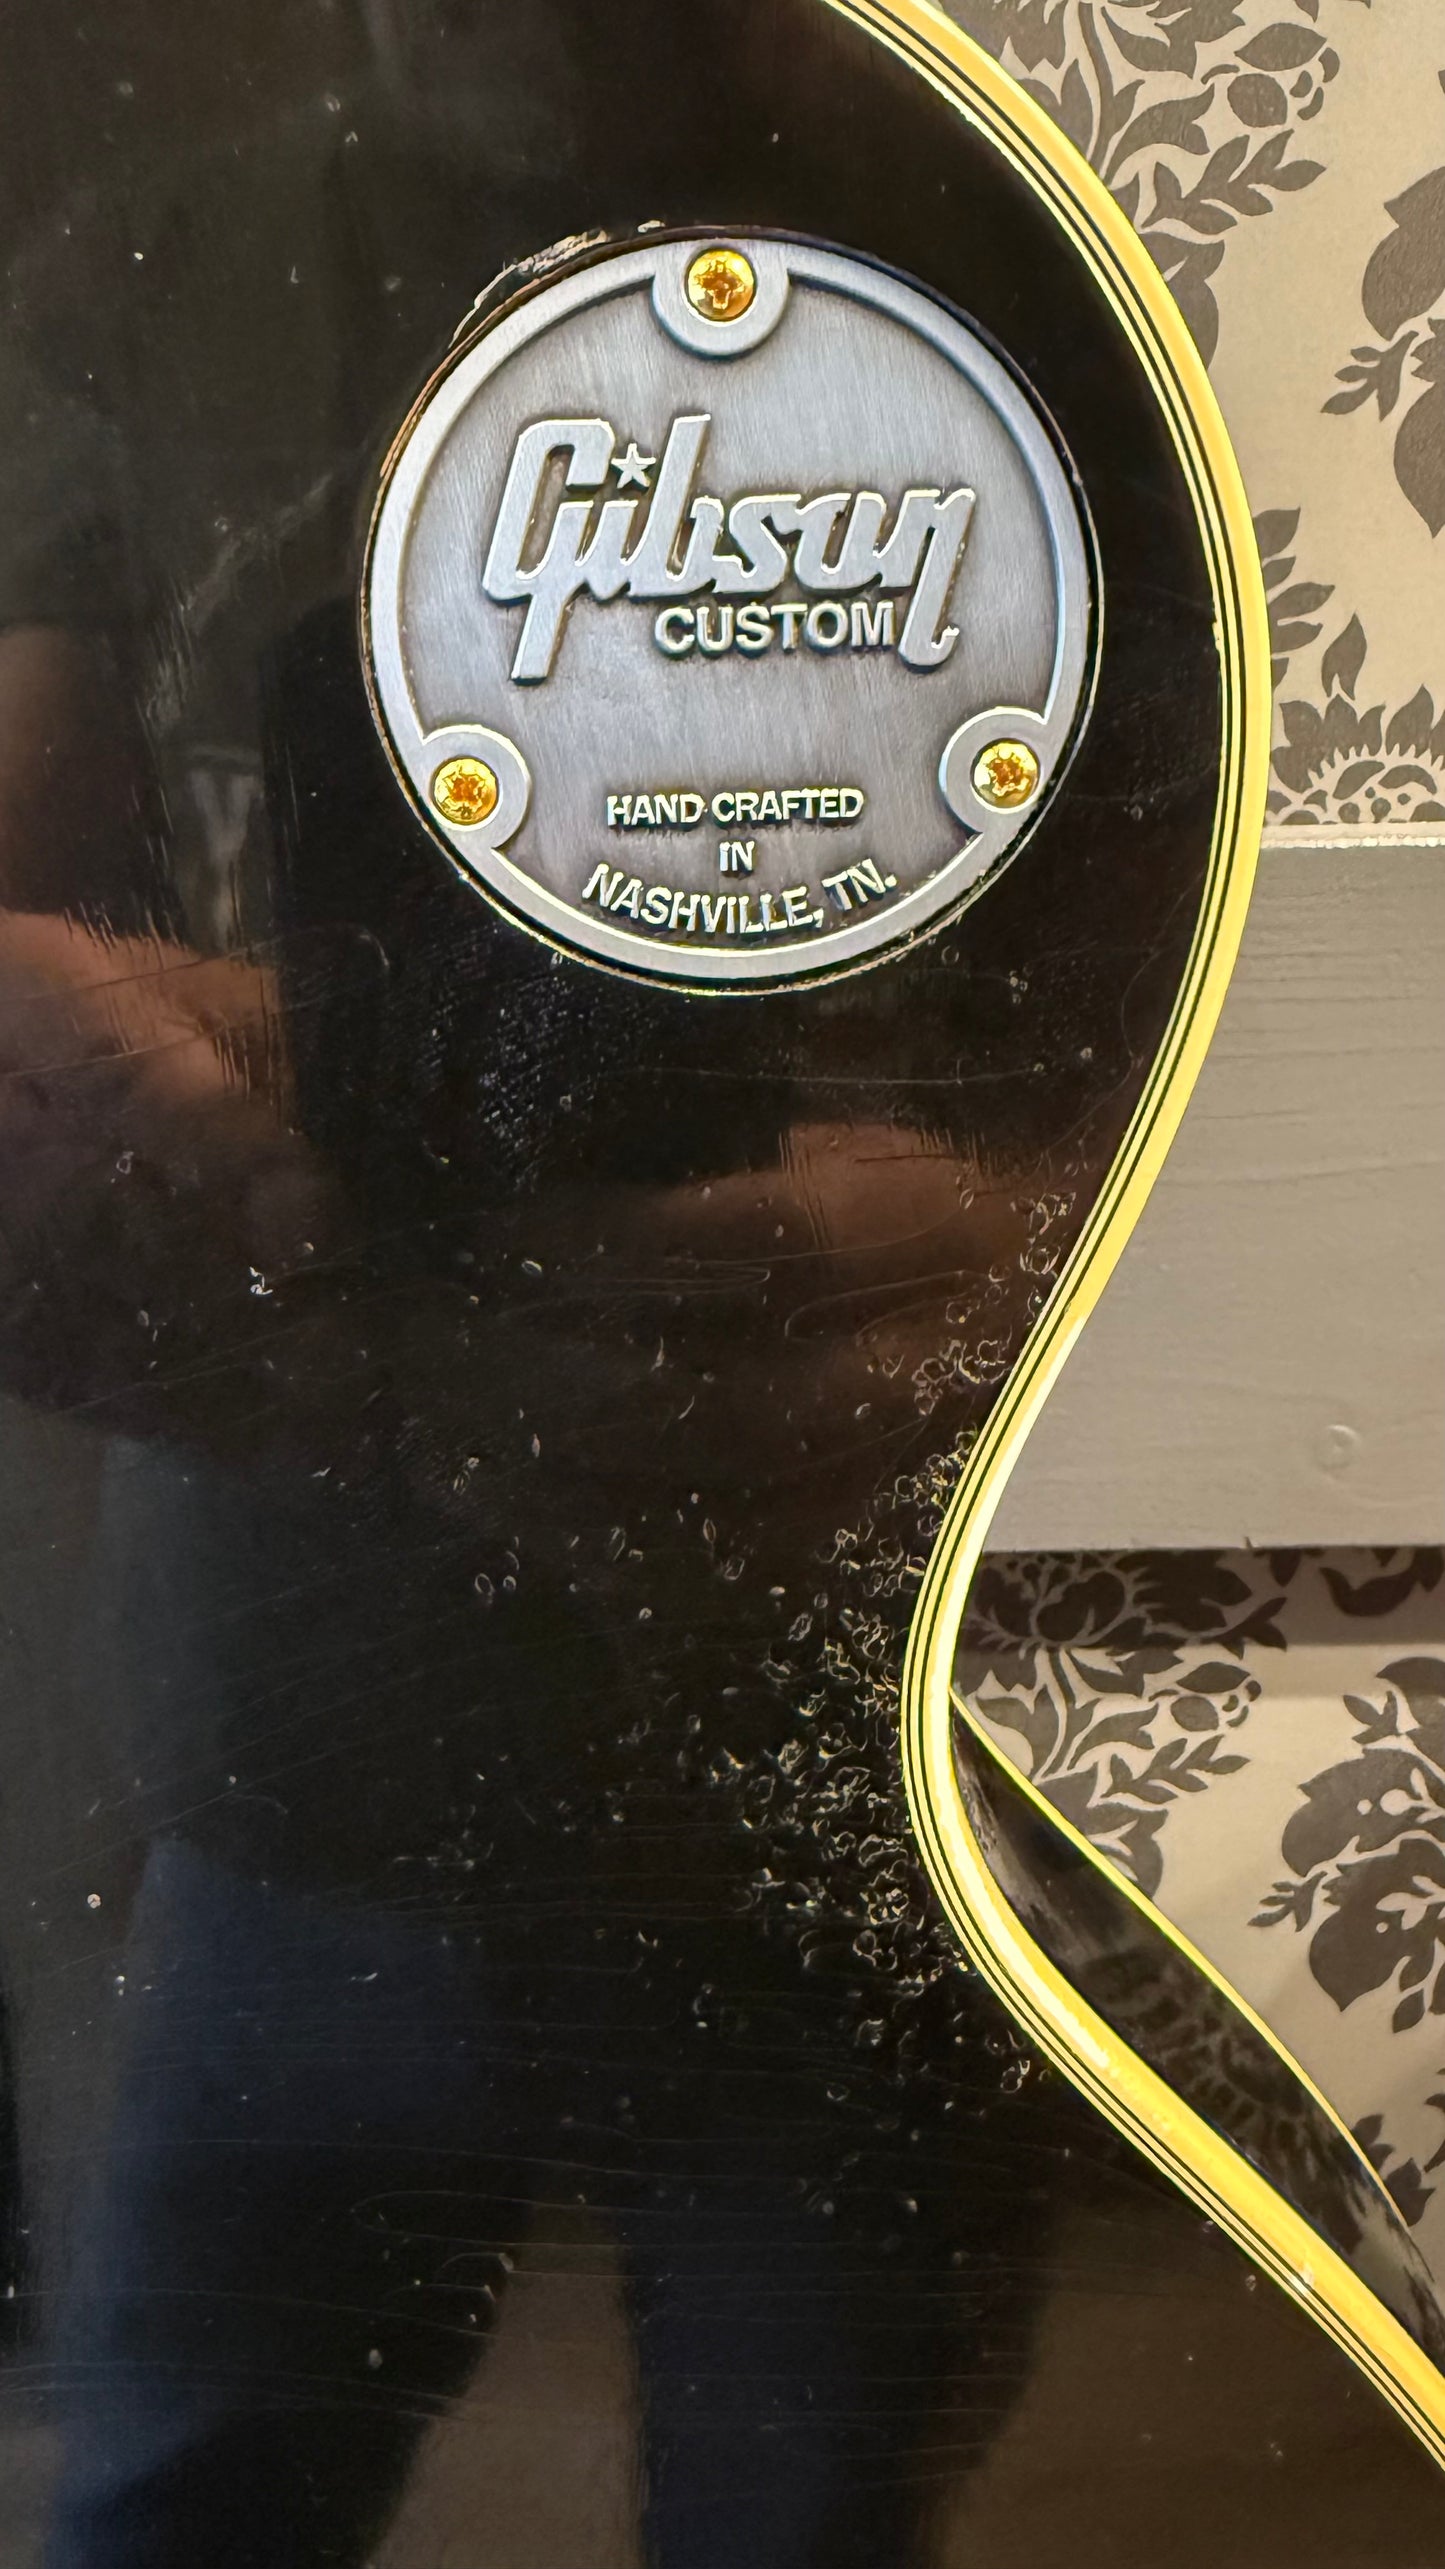 Gibson
CUSTOM
HAND CRAFTED
IN
NASHVILLE, TN.